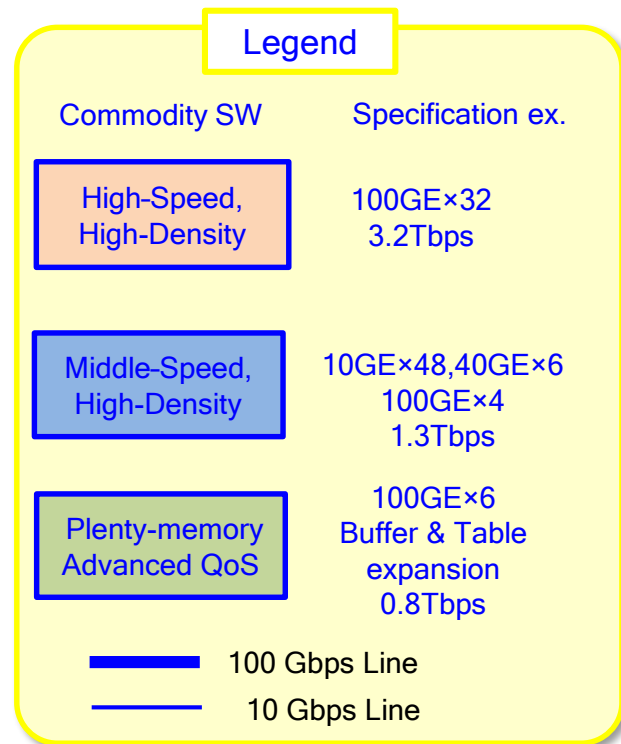 Legend
Commodity SW
Specification ex.
High-Speed,
High-Density
100GE×32
3.2Tbps
Middle-Speed,
High-Density
10GE×48,40GE×6
100GE×4
1.3Tbps
Plenty-memory
Advanced QoS
100GE×6
Buffer & Table
expansion
0.8Tbps
100 Gbps Line
10 Gbps Line